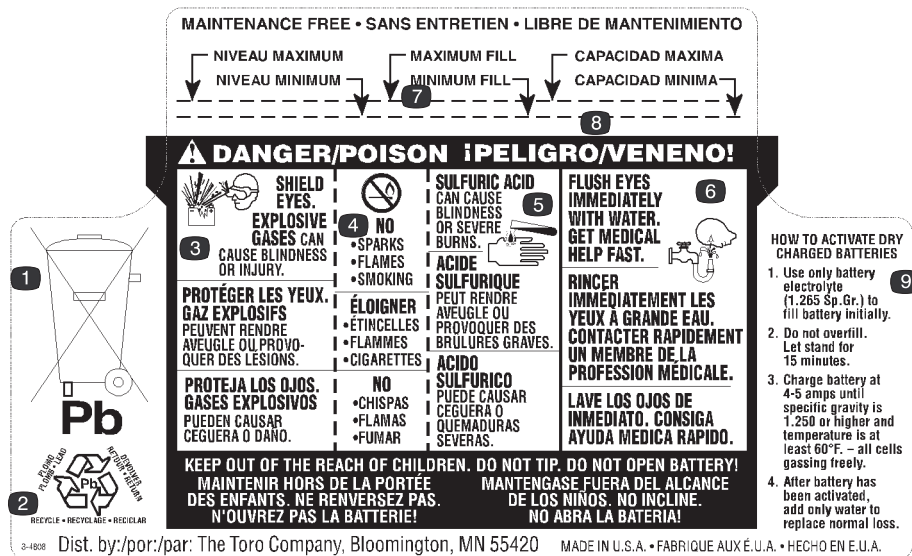 MAINTENANCE FREE • SANS ENTRETIEN • LIBRE DE MANTENIMIENTO
NIVEAU MAXIMUM
MAXIMUM FILL
CAPACIDAD MAXIMA
NIVEAU MINIMUM
MINIMUM FILL
CAPACIDAD MINIMA
7
8
DANGER/POISON ¡PELIGRO/VENENO!
3
SHIELD
EYES.
EXPLOSIVE
GASES CAN
CAUSE BLINDNESS
OR INJURY.
PROTÉGER LES YEUX.
GAZ EXPLOSIFS
PEUVENT RENDRE
AVEUGLE OU PROVO-
QUER DES LESIONS.
PROTEJA LOS OJOS.
GASES EXPLOSIVOS
PUEDEN CAUSAR
CEGUERA O DAÑO.
4
NO
•SPARKS
•FLAMES
•SMOKING
ÉLOIGNER
•ÉTINCELLES
•FLAMMES
•CIGARETTES
NO
•CHISPAS
•FLAMAS
•FUMAR
SULFURIC ACID
CAN CAUSE
BLINDNESS
OR SEVERE
BURNS.
5
ACIDE
SULFURIQUE
PEUT RENDRE
AVEUGLE OU
PROVOQUER DES
BRÛLURES GRAVES.
ACIDO
SULFURICO
PUEDE CAUSAR
CEGUERA O
QUEMADURAS
SEVERAS.
FLUSH EYES
IMMEDIATELY
WITH WATER.
GET MEDICAL
HELP FAST.
6
RINCER
IMMÉDIATEMENT LES
YEUX À GRANDE EAU.
CONTACTER RAPIDEMENT
UN MEMBRE DE LA
PROFESSION MÉDICALE.
LAVE LOS OJOS DE
INMEDIATO. CONSIGA
AYUDA MEDICA RAPIDO.
KEEP OUT OF THE REACH OF CHILDREN. DO NOT TIP. DO NOT OPEN BATTERY!
MAINTENIR HORS DE LA PORTÉE
DES ENFANTS. NE RENVERSEZ PAS.
N'OUVREZ PAS LA BATTERIE!
MANTENGASE FUERA DEL ALCANCE
DE LOS NIÑOS. NO INCLINE.
NO ABRA LA BATERIA!
1
Pb
2
PLOMO
PLOMB • LEAD
DEVOLVER
RETOUR • RETURN
Pb
RECYCLE • RECYCLAGE • RECICLAR
HOW TO ACTIVATE DRY
CHARGED BATTERIES
9
1. Use only battery
electrolyte
(1.265 Sp.Gr.) to
fill battery initially.
2. Do not overfill.
Let stand for
15 minutes.
3. Charge battery at
4-5 amps until
specific gravity is
1.250 or higher and
temperature is at
least 60°F. – all cells
gassing freely.
4. After battery has
been activated,
add only water to
replace normal loss.
3-4808 Dist. by:/por:/par: The Toro Company, Bloomington, MN 55420 MADE IN U.S.A. • FABRIQUE AUX É.U.A. • HECHO EN E.U.A.